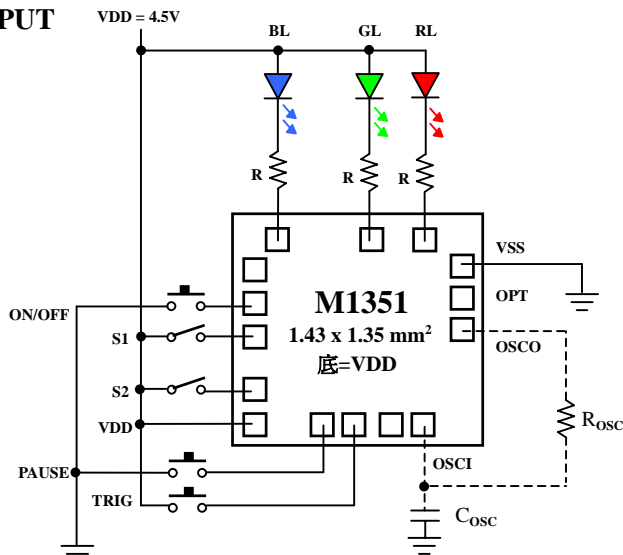 PUT
VDD = 4.5V
BL
GL
RL
R
R
R
VSS
M1351
OPT
ON/OFF
1.43 x 1.35 mm²
S1
OSCO
底=VDD
S2
ROSC
VDD
OSCI
PAUSE
TRIG
COSC